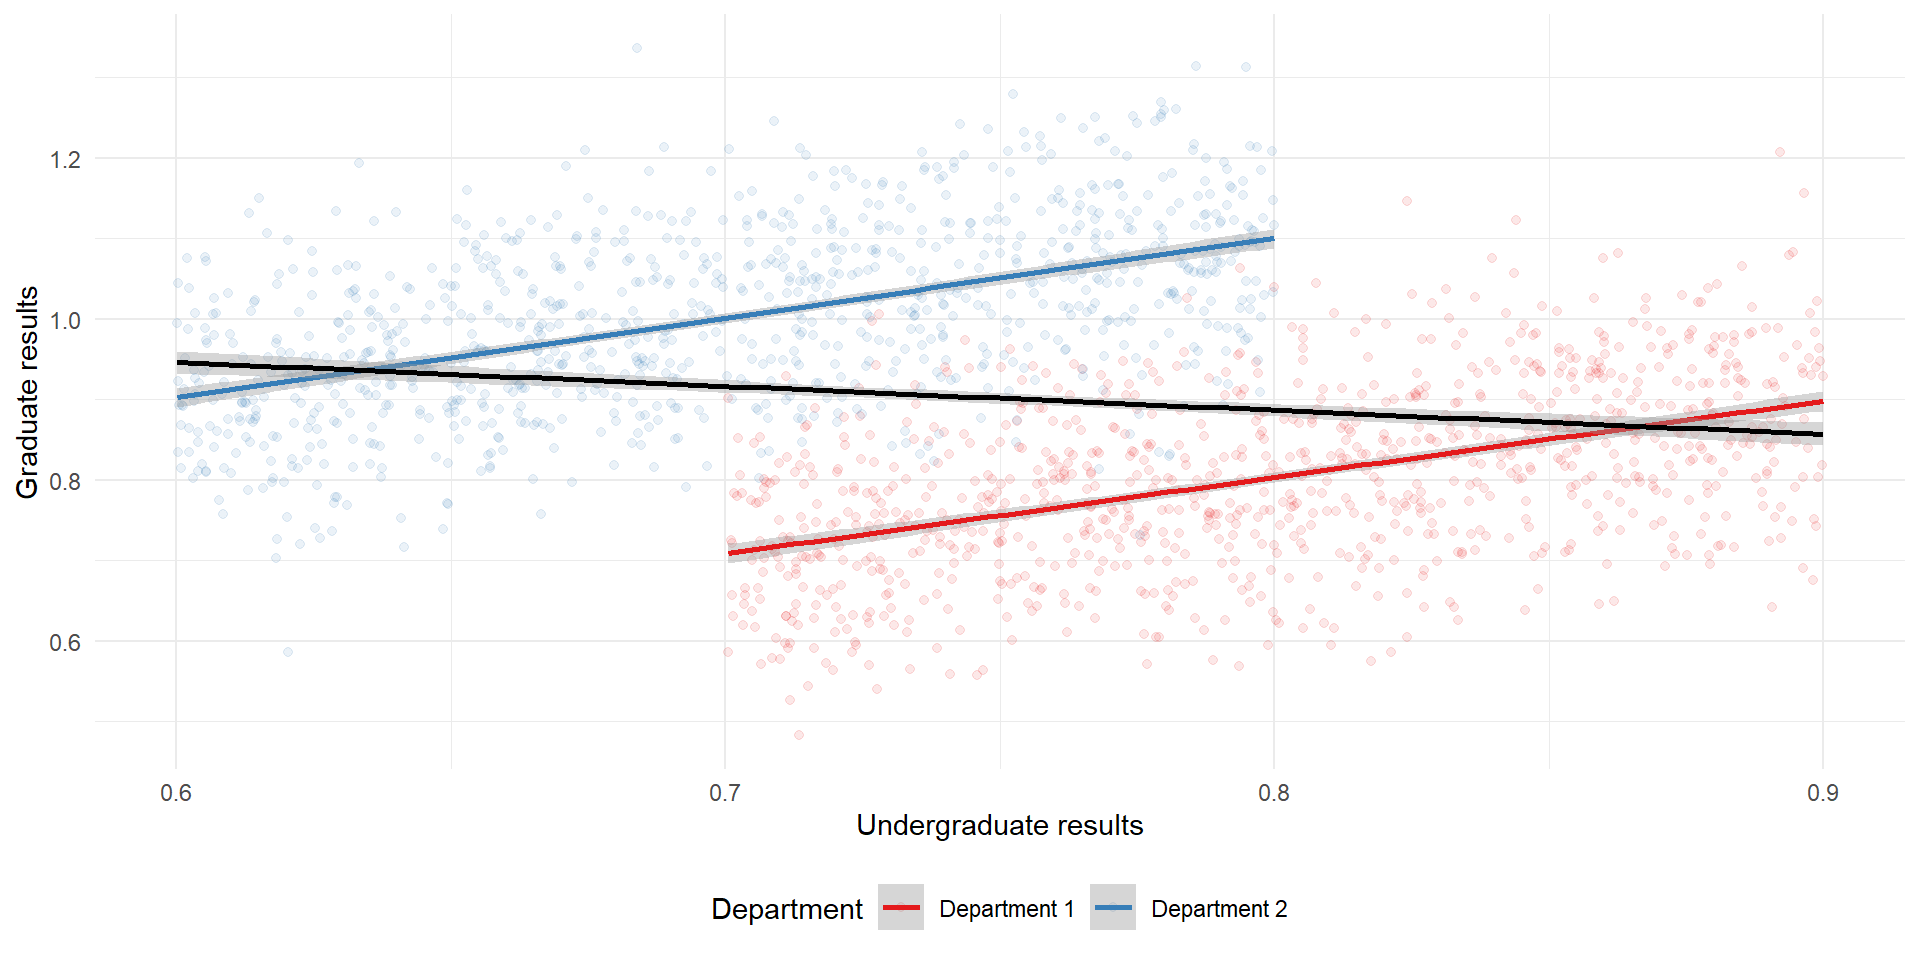 Graduate results
1.2
1.0
0.8
0.6
0.6 0.7 0.8 0.9
Undergraduate results
Department Department 1 Department 2